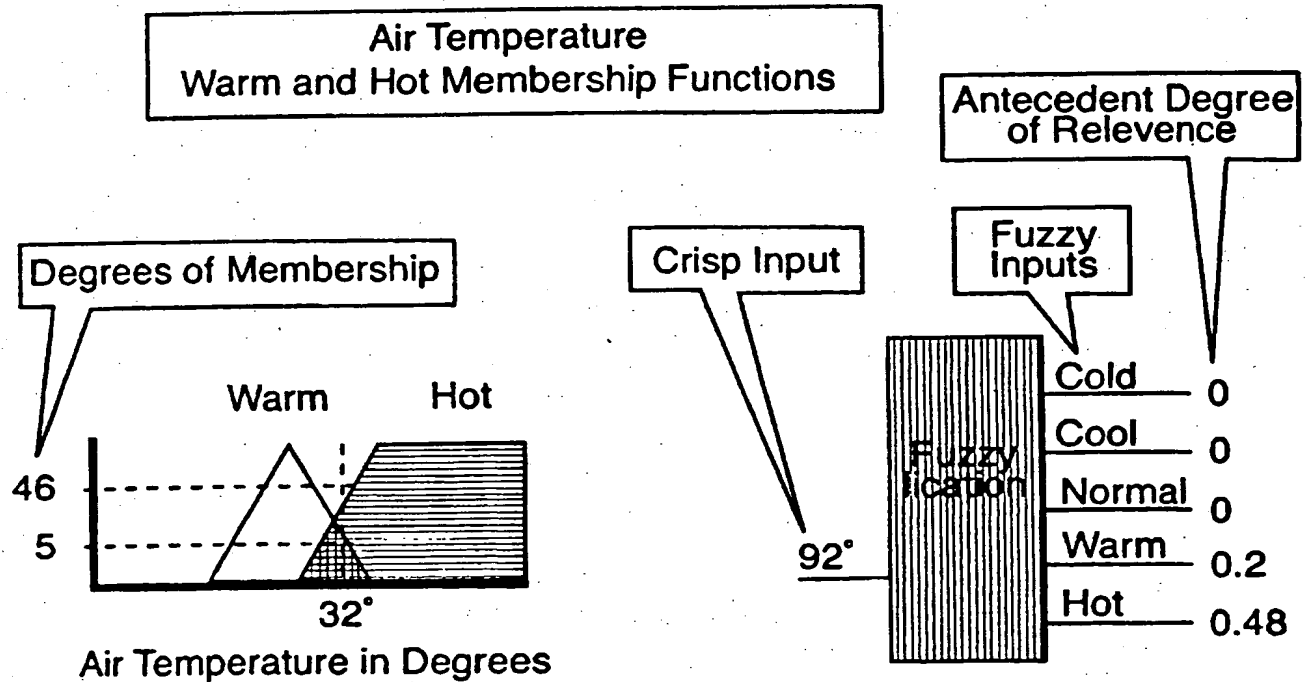 Air Temperature
Warm and Hot Membership Functions
Antecedent Degree
of Relevence
Degrees of Membership
Crisp Input
Fuzzy
Inputs
Warm
Hot
46
5
32°
Air Temperature in Degrees
92°
Fuzzy
fication
Cold
0
Cool
0
Normal
0
Warm
0.2
Hot
0.48